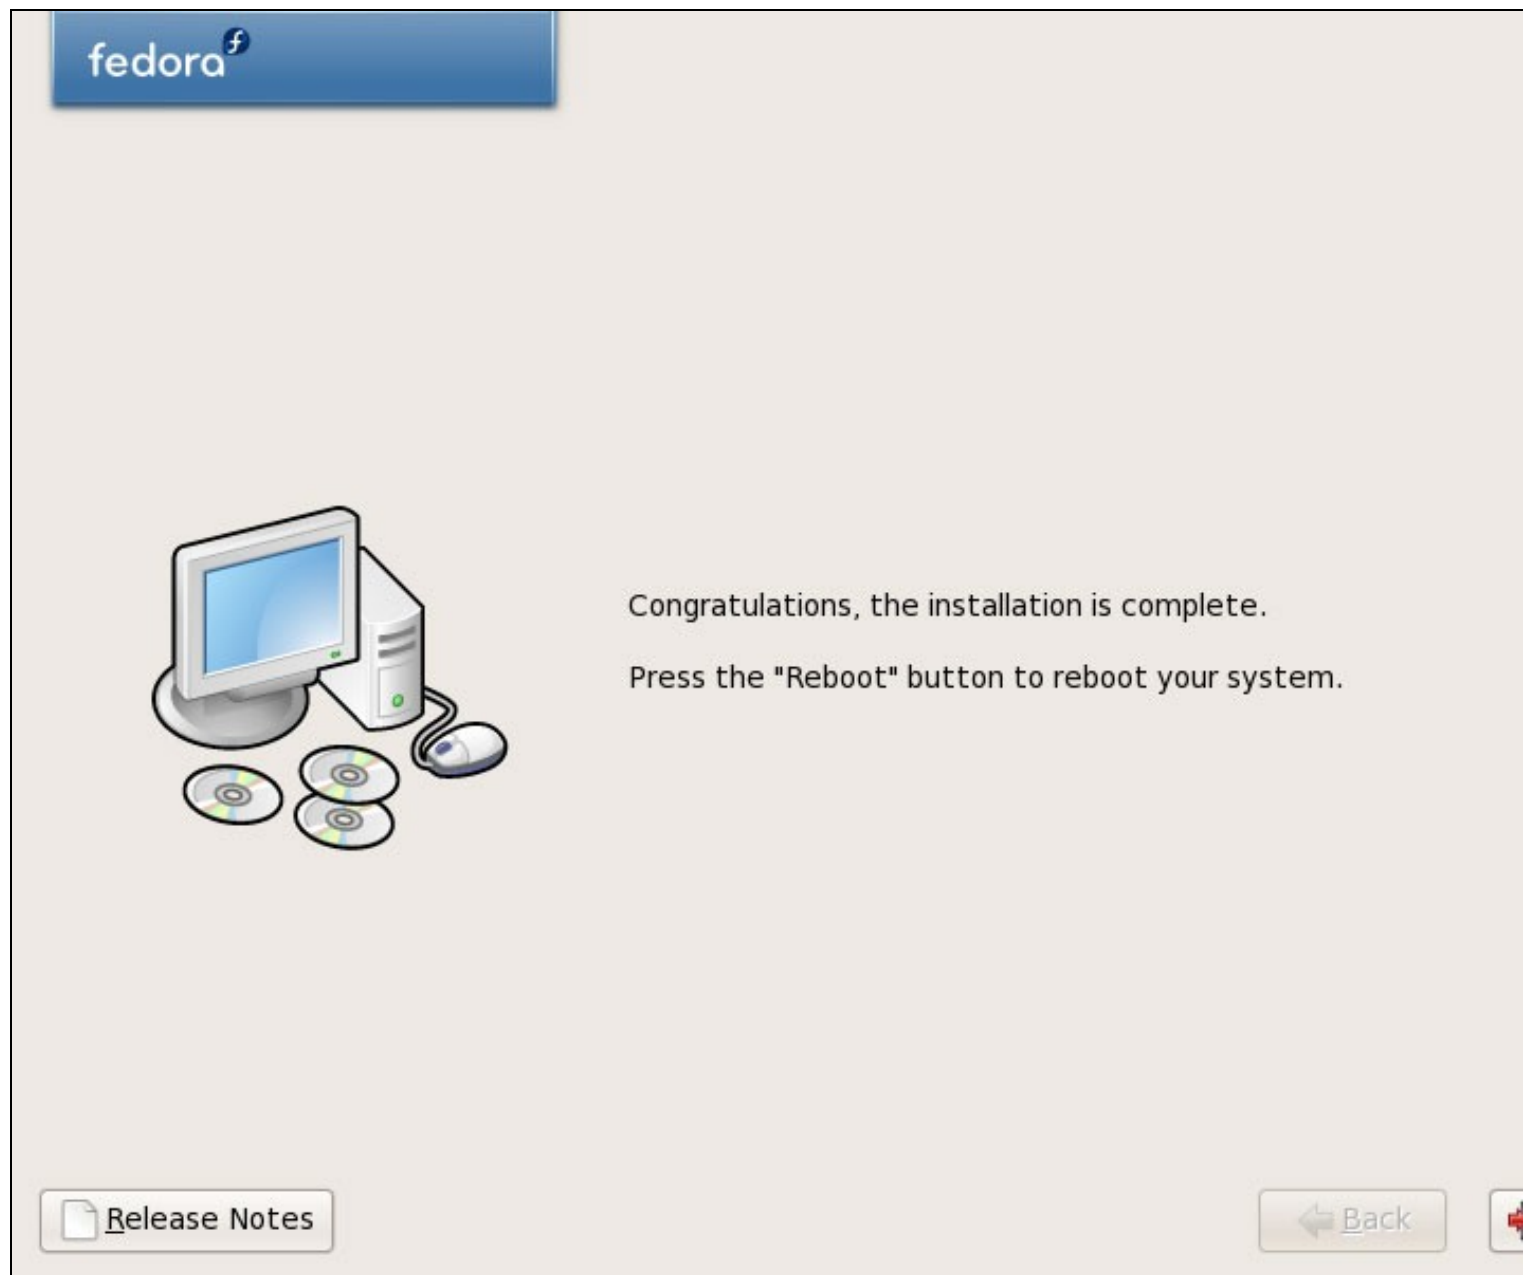 fedora
Congratulations, the installation is complete.
Press the "Reboot" button to reboot your system.
Release Notes
Back